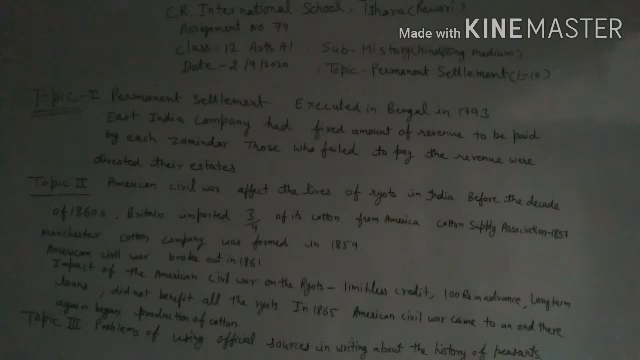 C.R. International School. Jhara(Rewari)
Made with KINEMASTER
Assignment No 74
Class-12 Arts A1. Sub-History(hindi/Eng medium)
Date-2/9/2020. Topic-Permanent Settlement(L-10)
Topic-I Permanent Settlement Executed in Bengal in 1793
East India Company had fixed amount of revenue to be paid
by each zamindar Those who failed to pay the revenue were
divested their estates
Topic II American civil war affect the lives of ryots in India Before the decade
of 1860s, Britain imported 3/4 of its cotton from America Cotton Supply Association-1857
Manchester cotton company was formed in 1859
American civil war broke out in 1861
Impact of the American Civil war on the Ryots- limitless credit, 100 Rs in advance, Long term
loans, did not benefit all the ryots In 1865 American civil war came to an end there
again began production of cotton
Topic III Problems of using official sources in writing about the history of peasants